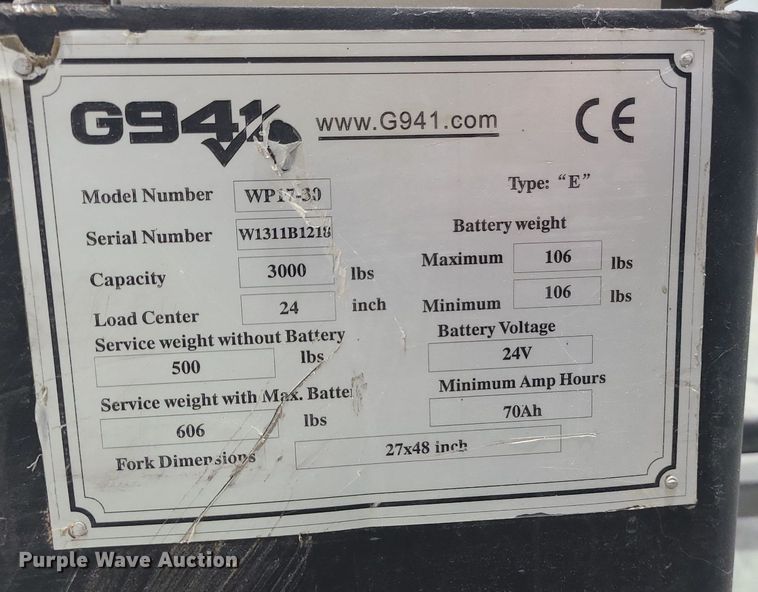 G941
www.G941.com
CE
Model Number WP17-30
Type: "E"
Serial Number W1311B1218
Battery weight
Capacity 3000 lbs
Maximum 106 lbs
Load Center 24 inch
Minimum 106 lbs
Service weight without Battery
500 lbs
Battery Voltage
24V
Service weight with Max. Batter
606 lbs
Minimum Amp Hours
70Ah
Fork Dimensions 27x48 inch
Purple Wave Auction